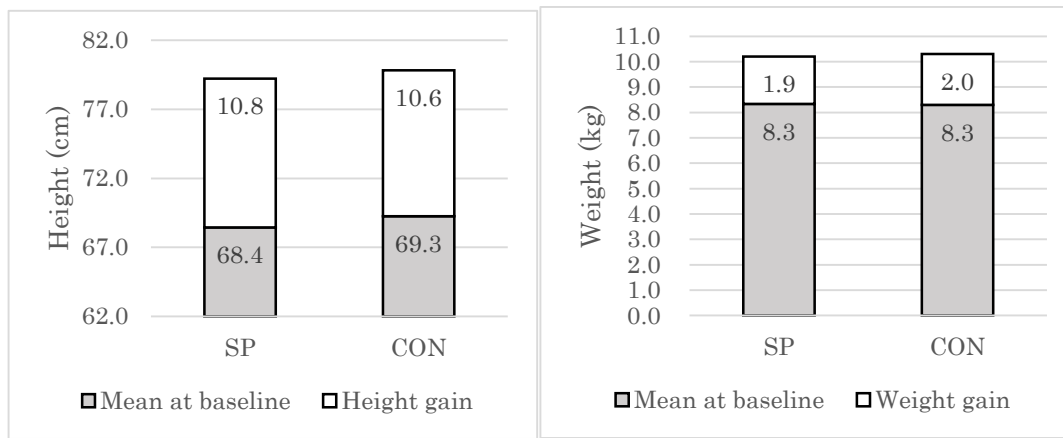 82.0
77.0
72.0
67.0
62.0
Height (cm)
10.8
10.6
68.4
69.3
SP
CON
Mean at baseline
Height gain
11.0
10.0
9.0
8.0
7.0
6.0
5.0
4.0
3.0
2.0
1.0
0.0
Weight (kg)
1.9
2.0
8.3
8.3
SP
CON
Mean at baseline
Weight gain